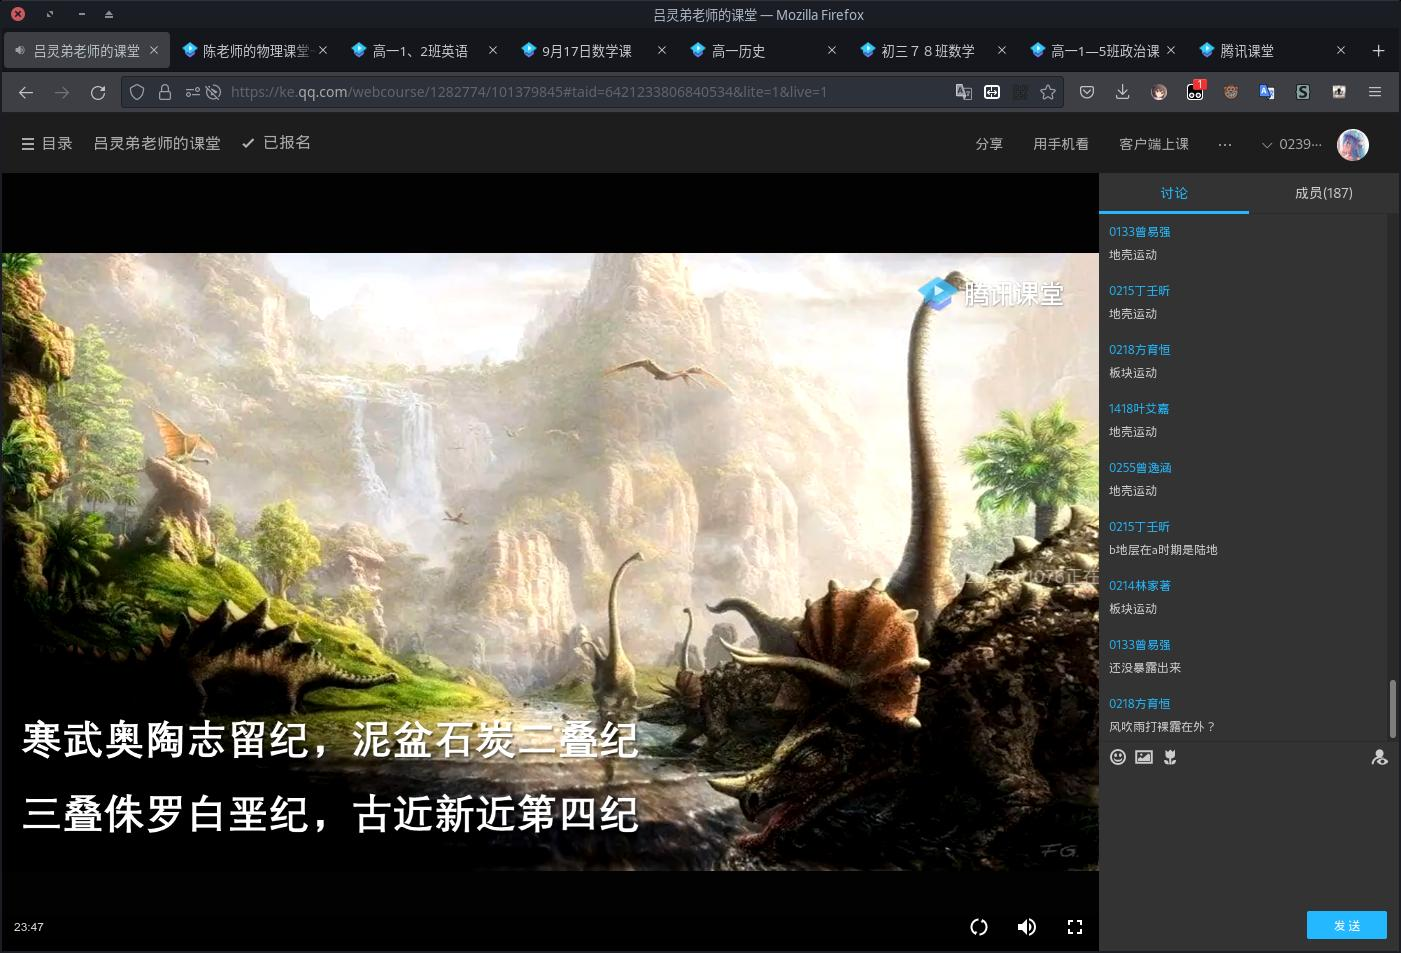 吕灵弟老师的课堂 — Mozilla Firefox
吕灵弟老师的课堂
陈老师的物理课堂
高一1、2班英语
9月17日数学课
高一历史
初三７８班数学
高一1—5班政治课
腾讯课堂
https://ke.qq.com/webcourse/1282774/101379845#taid=6421233806840534&lite=1&live=1
1
目录
吕灵弟老师的课堂
已报名
分享
用手机看
客户端上课
···
0239···
讨论
成员(187)
腾讯课堂
寒武奥陶志留纪，泥盆石炭二叠纪
三叠侏罗白垩纪，古近新近第四纪
FG.
23:47
0133曾易强
地壳运动
0215丁壬昕
地壳运动
0218方育恒
板块运动
1418叶艾嘉
地壳运动
0255曾逸涵
地壳运动
0215丁壬昕
b地层在a时期是陆地
0214林家著
板块运动
0133曾易强
还没暴露出来
0218方育恒
风吹雨打裸露在外？
发送